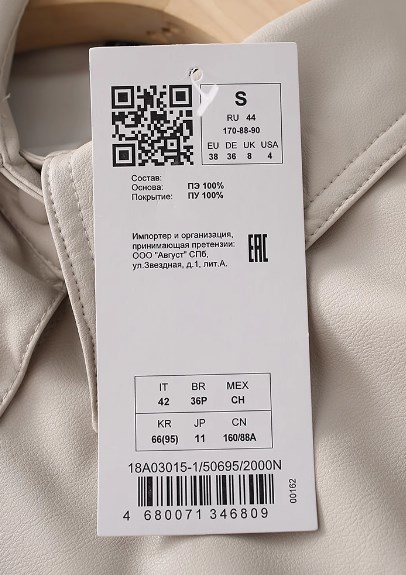 S
RU 44
170-88-90
EU DE UK USA
38 36 8 4
Состав:
Основа: ПЭ 100%
Покрытие: ПУ 100%
Импортер и организация,
принимающая претензии:
ООО "Август" СПб,
ул.Звездная, д.1, лит.А.
EAC
IT BR MEX
42 36P CH
KR JP CN
66(95) 11 160/88A
18A03015-1/50695/2000N
00162
4 680071 346809